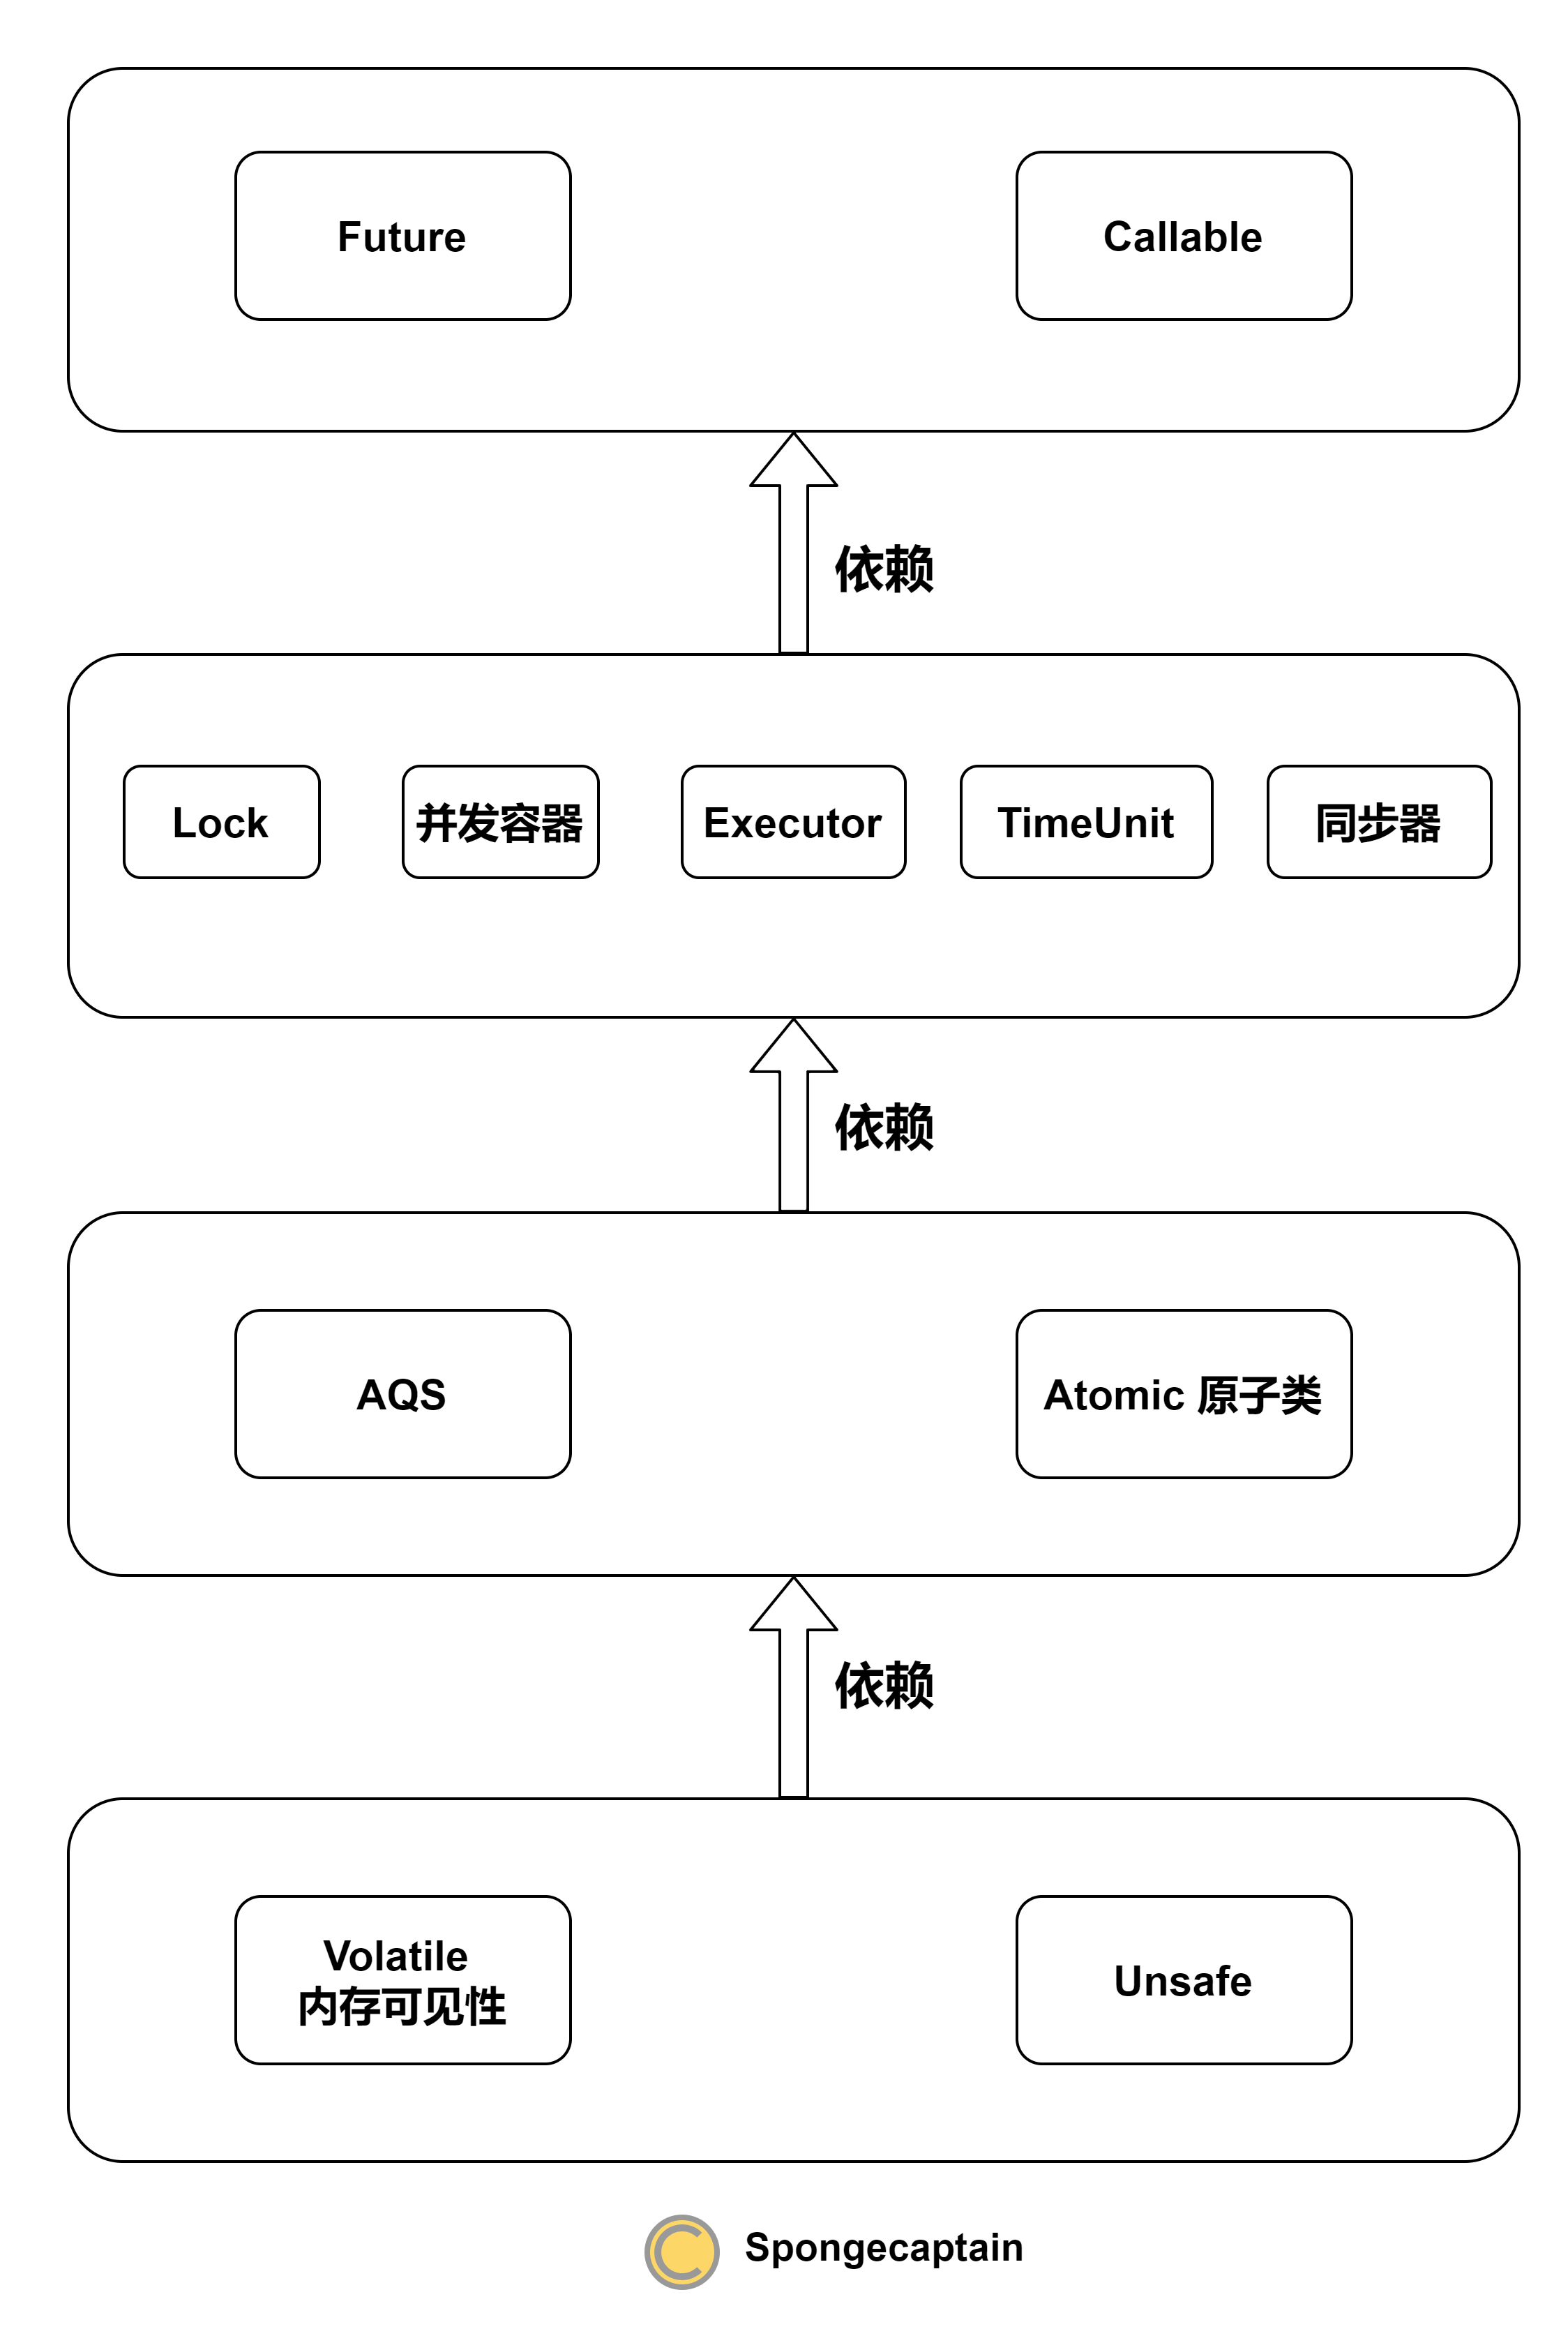 Future
Callable
依赖
Lock
并发容器
Executor
TimeUnit
同步器
依赖
AQS
Atomic 原子类
依赖
Volatile
内存可见性
Unsafe
Spongecaptain